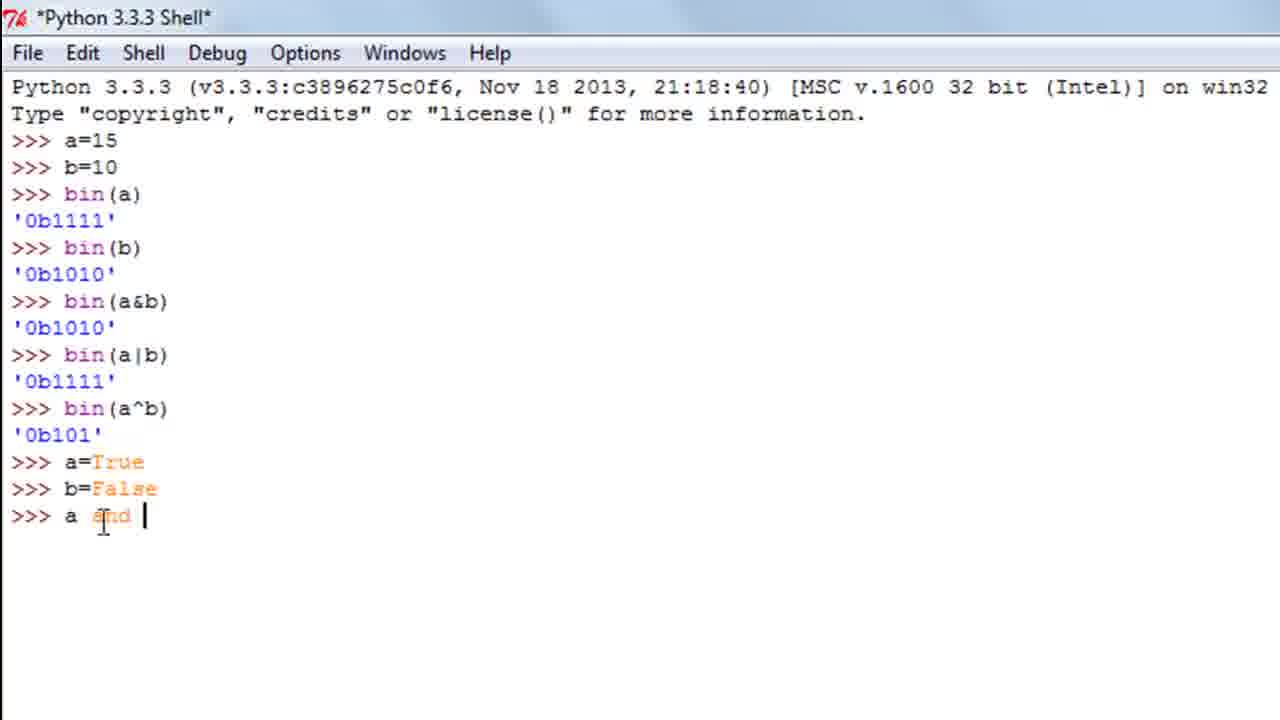 *Python 3.3.3 Shell*
File Edit Shell Debug Options Windows Help
Python 3.3.3 (v3.3.3:c3896275c0f6, Nov 18 2013, 21:18:40) [MSC v.1600 32 bit (Intel)] on win32
Type "copyright", "credits" or "license()" for more information.
>>> a=15
>>> b=10
>>> bin(a)
'0b1111'
>>> bin(b)
'0b1010'
>>> bin(a&b)
'0b1010'
>>> bin(a|b)
'0b1111'
>>> bin(a^b)
'0b101'
>>> a=True
>>> b=False
>>> a and